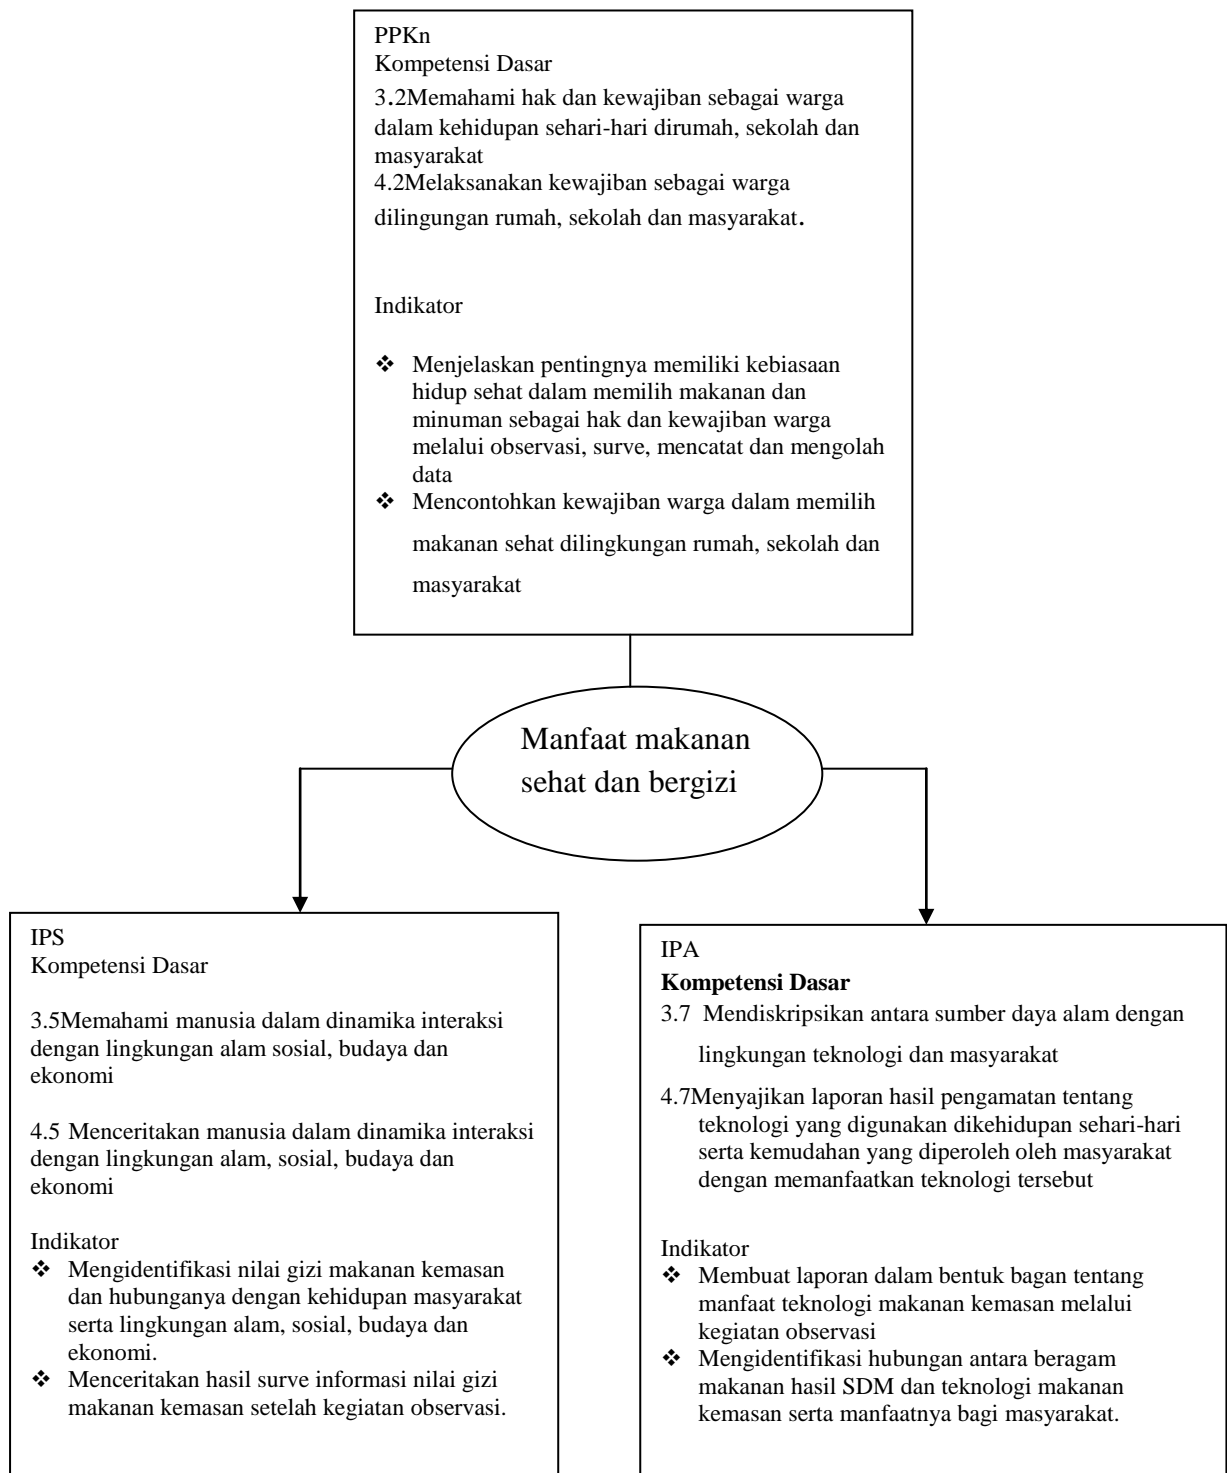 PPKn
Kompetensi Dasar
3.2Memahami hak dan kewajiban sebagai warga
dalam kehidupan sehari-hari dirumah, sekolah dan
masyarakat
4.2Melaksanakan kewajiban sebagai warga
dilingungan rumah, sekolah dan masyarakat.
Indikator
❖ Menjelaskan pentingnya memiliki kebiasaan
hidup sehat dalam memilih makanan dan
minuman sebagai hak dan kewajiban warga
melalui observasi, surve, mencatat dan mengolah
data
❖ Mencontohkan kewajiban warga dalam memilih
makanan sehat dilingkungan rumah, sekolah dan
masyarakat
Manfaat makanan
sehat dan bergizi
IPS
Kompetensi Dasar
3.5Memahami manusia dalam dinamika interaksi
dengan lingkungan alam sosial, budaya dan
ekonomi
4.5 Menceritakan manusia dalam dinamika interaksi
dengan lingkungan alam, sosial, budaya dan
ekonomi
Indikator
❖ Mengidentifikasi nilai gizi makanan kemasan
dan hubunganya dengan kehidupan masyarakat
serta lingkungan alam, sosial, budaya dan
ekonomi.
❖ Menceritakan hasil surve informasi nilai gizi
makanan kemasan setelah kegiatan observasi.
IPA
Kompetensi Dasar
3.7 Mendiskripsikan antara sumber daya alam dengan
lingkungan teknologi dan masyarakat
4.7Menyajikan laporan hasil pengamatan tentang
teknologi yang digunakan dikehidupan sehari-hari
serta kemudahan yang diperoleh oleh masyarakat
dengan memanfaatkan teknologi tersebut
Indikator
❖ Membuat laporan dalam bentuk bagan tentang
manfaat teknologi makanan kemasan melalui
kegiatan observasi
❖ Mengidentifikasi hubungan antara beragam
makanan hasil SDM dan teknologi makanan
kemasan serta manfaatnya bagi masyarakat.